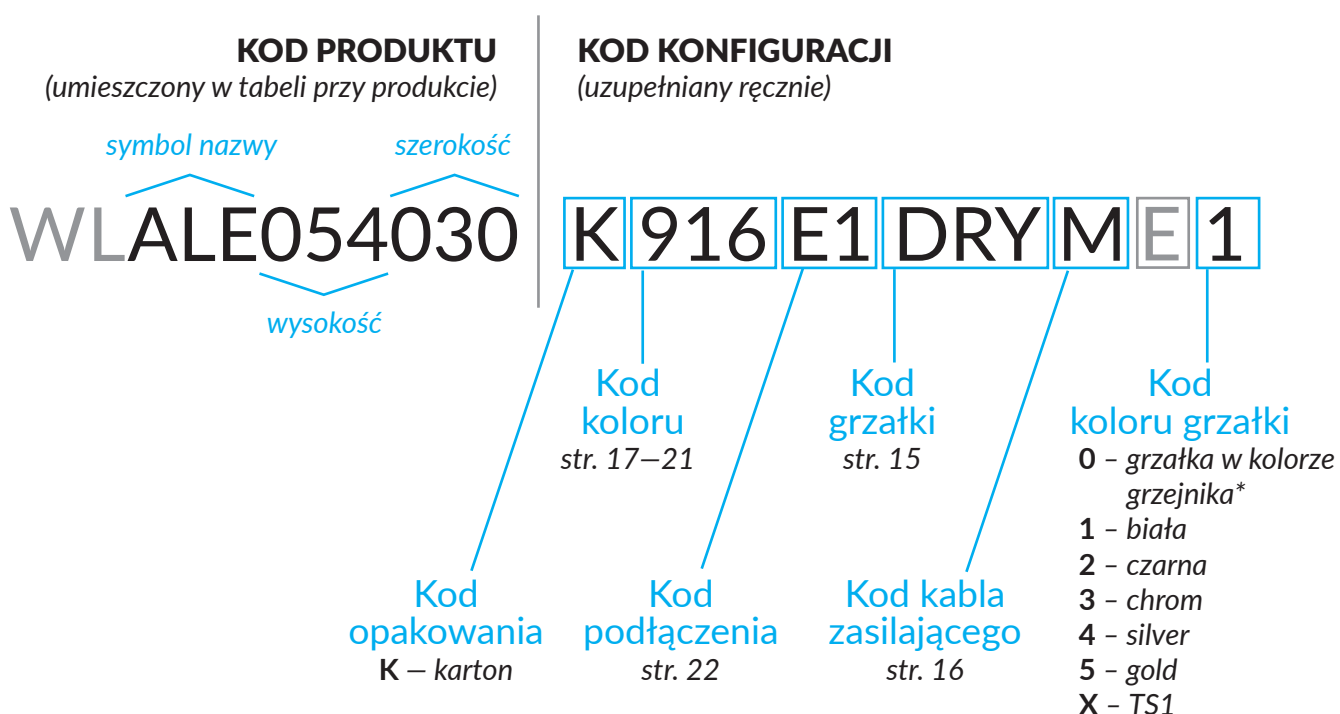 KOD PRODUKTU
(umieszczony w tabeli przy produkcie)
KOD KONFIGURACJI
(uzupełniany ręcznie)
symbol nazwy
szerokość
WLALE054030
K 916 E1 DRY M E 1
wysokość
Kod
koloru
str. 17—21
Kod
grzałki
str. 15
Kod
koloru grzałki
0 – grzałka w kolorze
grzejnika*
1 – biała
2 – czarna
3 – chrom
4 – silver
5 – gold
X – TS1
Kod
opakowania
K — karton
Kod
podłączenia
str. 22
Kod kabla
zasilającego
str. 16